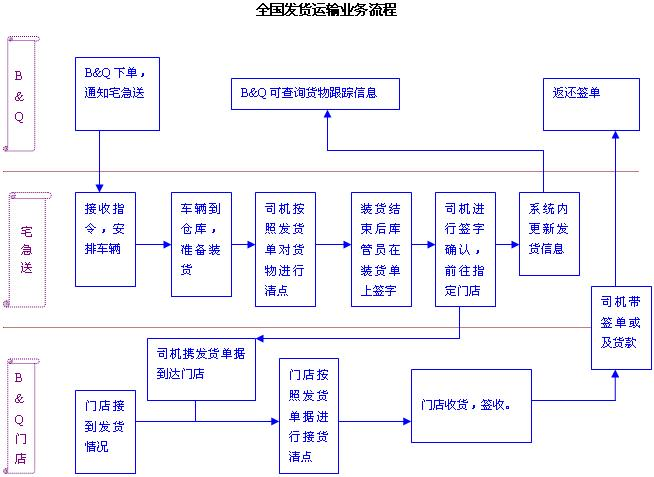 全国发货运输业务流程
B
&
Q
B&Q 下单，
通知宅急送
B&Q 可查询货物跟踪信息
返还签单
宅
急
送
接收指
令，安
排车辆
车辆到
仓库，
准备装
货
司机按
照发货
单对货
物进行
清点
装货结
束后库
管员在
装货单
上签字
司机进
行签字
确认，
前往指
定门店
系统内
更新发
货信息
司机带
签单或
及货款
B
&
Q
门
店
门店接
到发货
情况
司机携发货单据
到达门店
门店按
照发货
单据进
行接货
清点
门店收货，签收。